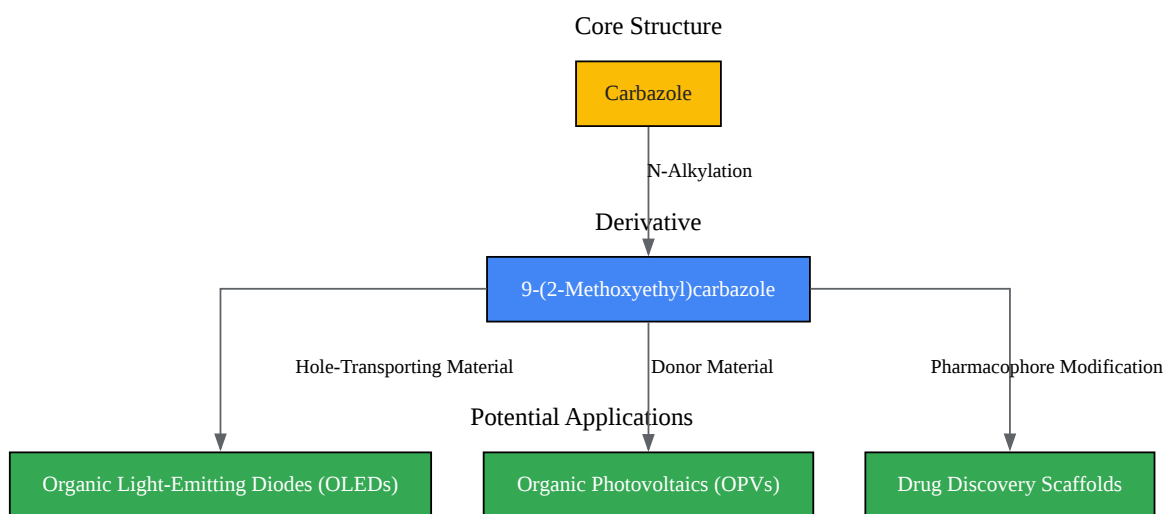 Core Structure
Carbazole
N-Alkylation
Derivative
9-(2-Methoxyethyl)carbazole
Hole-Transporting Material
Donor Material
Pharmacophore Modification
Potential Applications
Organic Light-Emitting Diodes (OLEDs)
Organic Photovoltaics (OPVs)
Drug Discovery Scaffolds